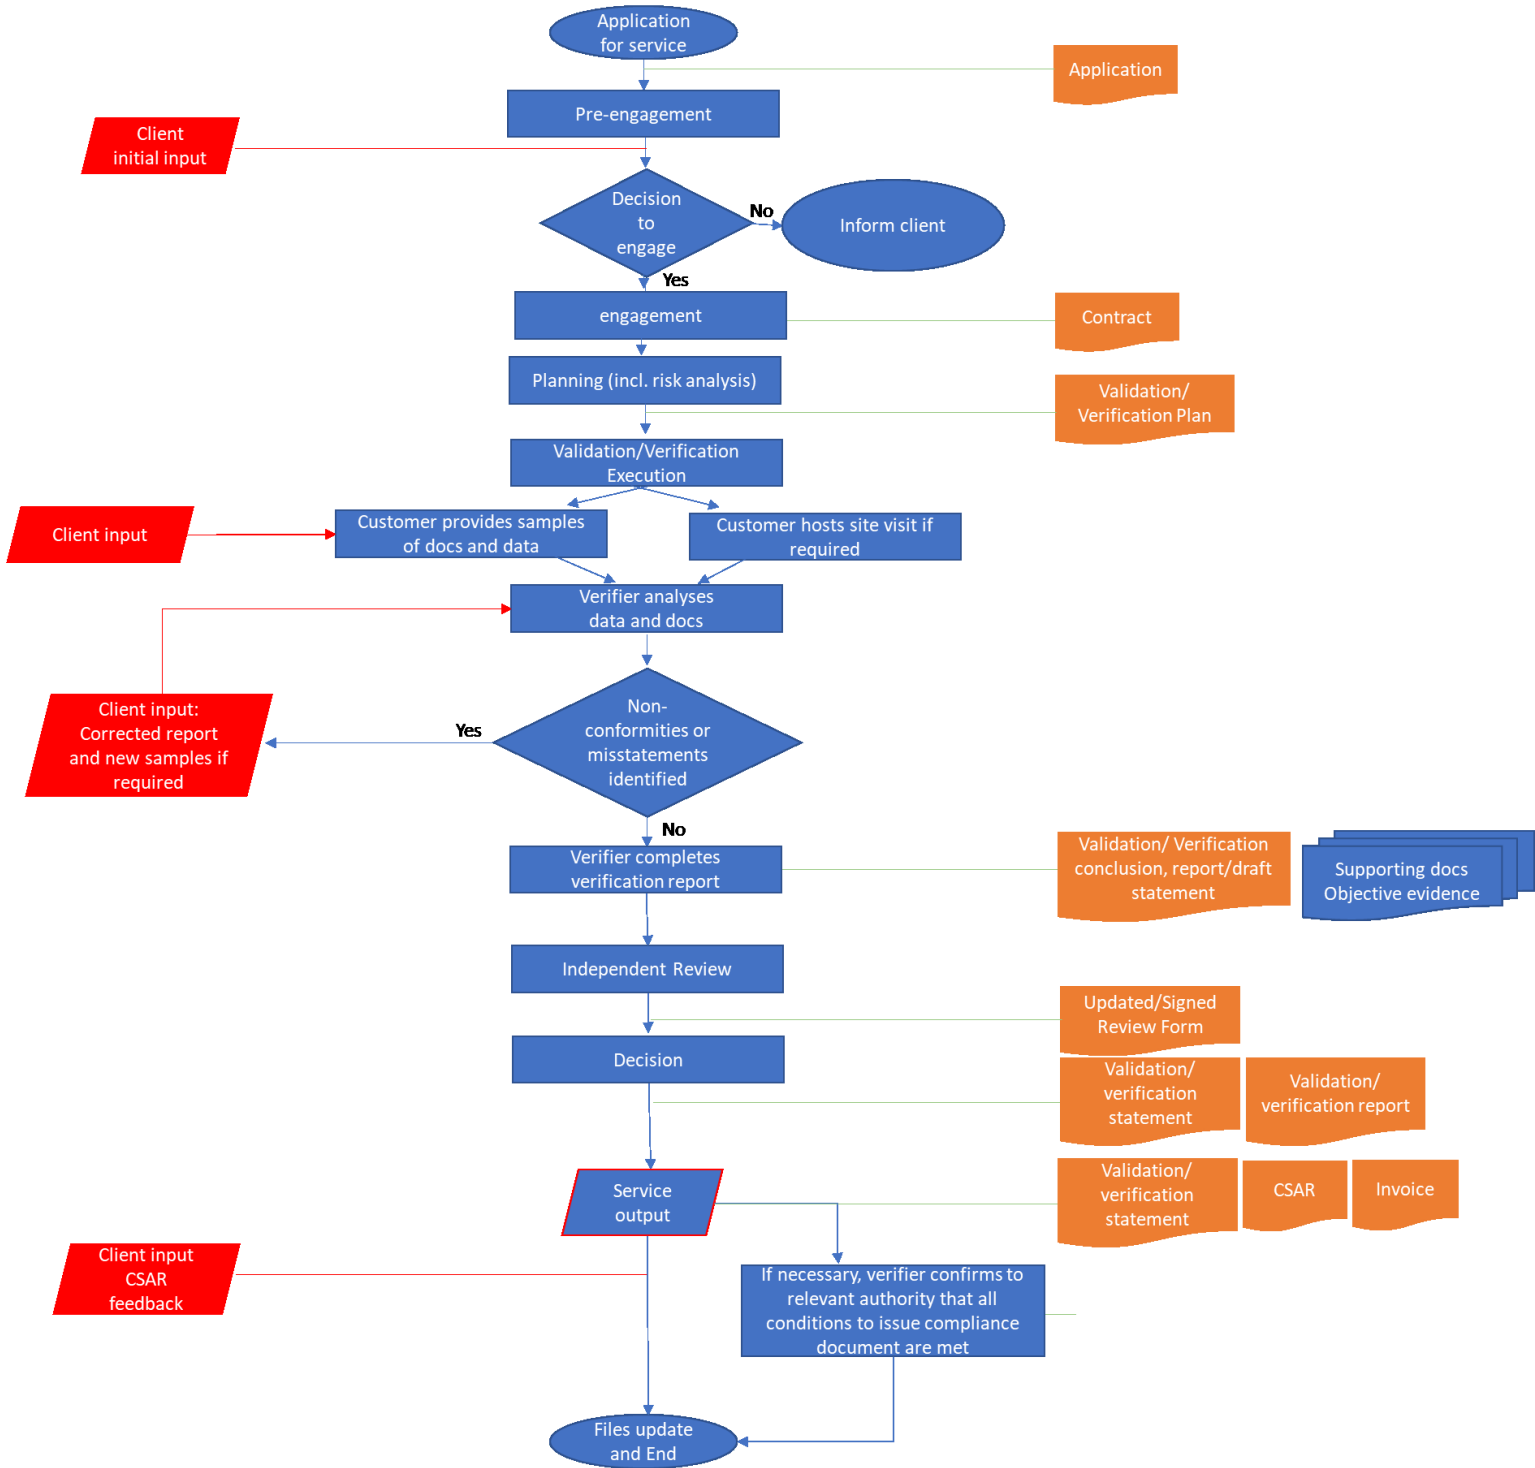 Application
for service
Application
Pre-engagement
Client
initial input
Decision
to
engage
No
Inform client
Yes
engagement
Contract
Planning (incl. risk analysis)
Validation/
Verification Plan
Validation/Verification
Execution
Client input
Customer provides samples
of docs and data
Customer hosts site visit if
required
Verifier analyses
data and docs
Client input:
Corrected report
and new samples if
required
Yes
Non-
conformities or
misstatements
identified
No
Verifier completes
verification report
Validation/ Verification
conclusion, report/draft
statement
Supporting docs
Objective evidence
Independent Review
Updated/Signed
Review Form
Decision
Validation/
verification
statement
Validation/
verification report
Service
output
Validation/
verification
statement
CSAR
Invoice
Client input
CSAR
feedback
If necessary, verifier confirms to
relevant authority that all
conditions to issue compliance
document are met
Files update
and End